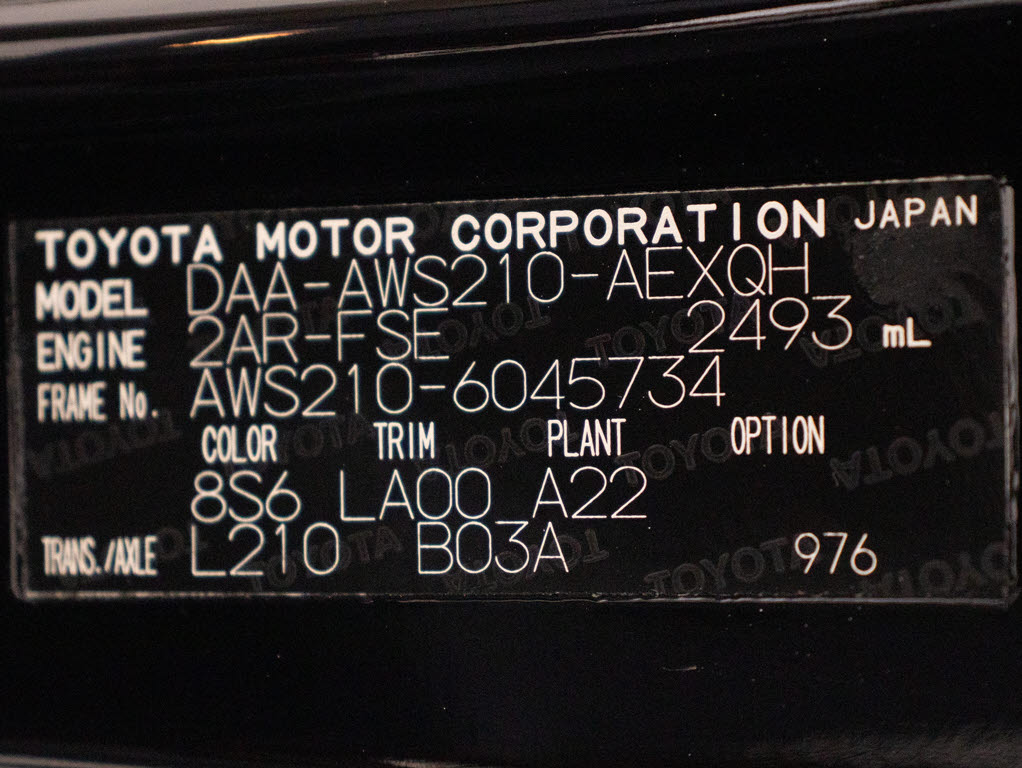 TOYOTA MOTOR CORPORATION JAPAN
MODEL DAA-AWS210-AEXQH
ENGINE 2AR-FSE 2493 mL
FRAME No. AWS210-6045734
COLOR TRIM PLANT OPTION
8S6 LA00 A22
TRANS./AXLE L210 B03A 976